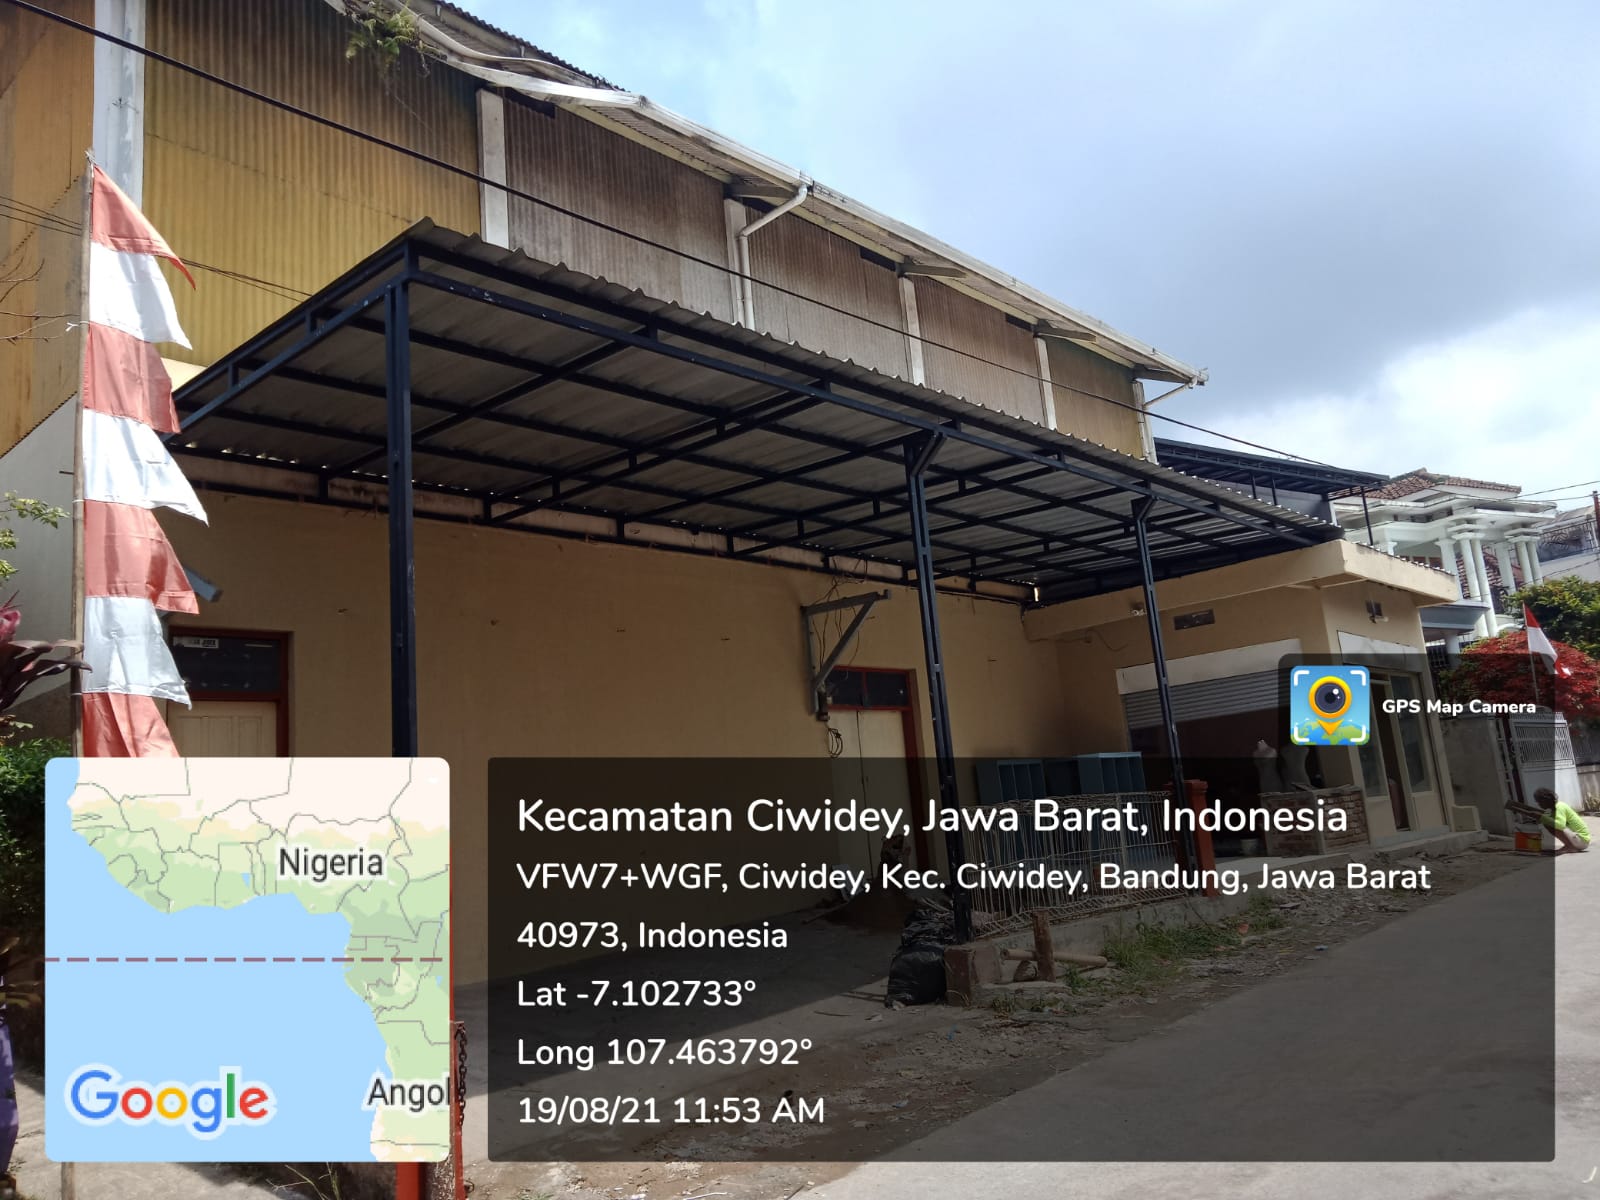 GPS Map Camera
Nigeria
Angol
Google
Kecamatan Ciwidey, Jawa Barat, Indonesia
VFW7+WGF, Ciwidey, Kec. Ciwidey, Bandung, Jawa Barat
40973, Indonesia
Lat -7.102733°
Long 107.463792°
19/08/21 11:53 AM